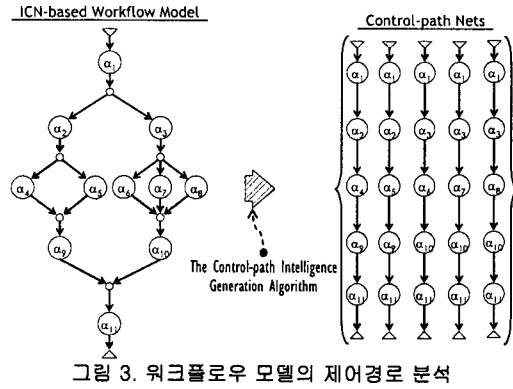 ICN-based Workflow Model
Control-path Nets
α1
α2 α3
α4 α5 α6 α7 α8
α9 α10
α11
The Control-path Intelligence
Generation Algorithm
α1 α1 α1 α1 α1
α2 α2 α3 α3 α3
α4 α5 α6 α7 α8
α9 α9 α10 α10 α10
α11 α11 α11 α11 α11
그림 3. 워크플로우 모델의 제어경로 분석